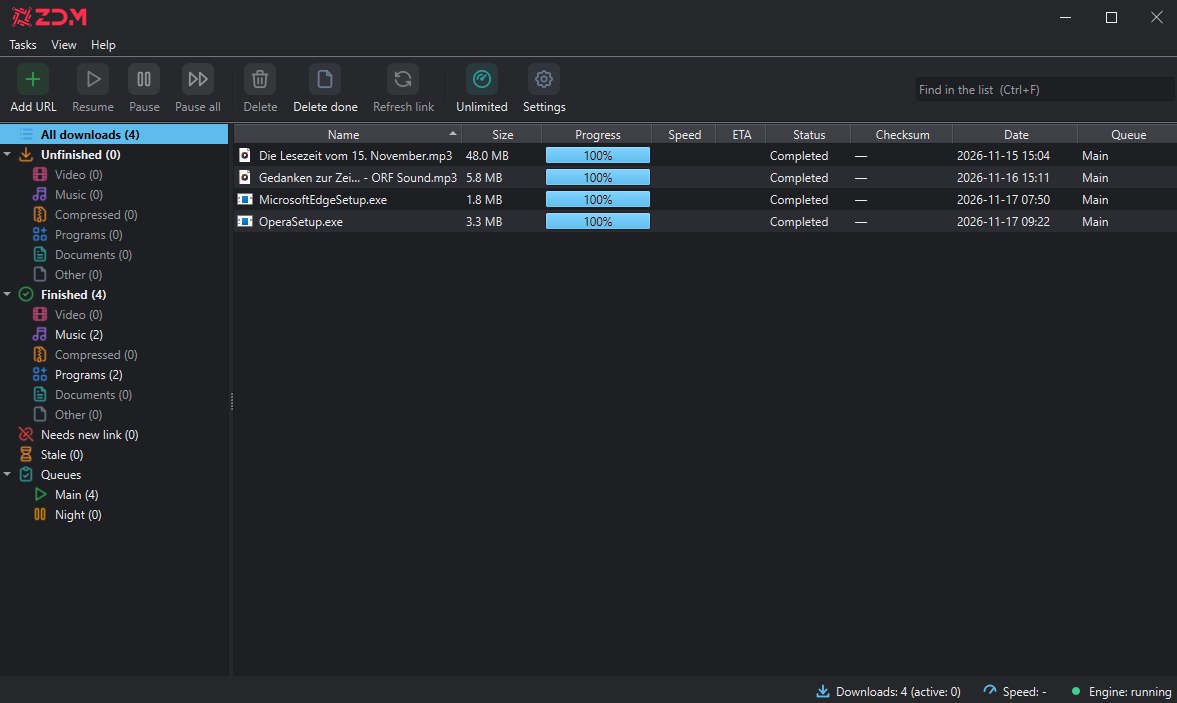 ZDM
Tasks View Help
Add URL Resume Pause Pause all Delete Delete done Refresh link Unlimited Settings Find in the list (Ctrl+F)
All downloads (4)
Unfinished (0)
Video (0)
Music (0)
Compressed (0)
Programs (0)
Documents (0)
Other (0)
Finished (4)
Video (0)
Music (2)
Compressed (0)
Programs (2)
Documents (0)
Other (0)
Needs new link (0)
Stale (0)
Queues
Main (4)
Night (0)
Name Size Progress Speed ETA Status Checksum Date Queue
Die Lesezeit vom 15. November.mp3 48.0 MB 100% Completed — 2026-11-15 15:04 Main
Gedanken zur Zei... - ORF Sound.mp3 5.8 MB 100% Completed — 2026-11-16 15:11 Main
MicrosoftEdgeSetup.exe 1.8 MB 100% Completed — 2026-11-17 07:50 Main
OperaSetup.exe 3.3 MB 100% Completed — 2026-11-17 09:22 Main
Downloads: 4 (active: 0) Speed: - Engine: running